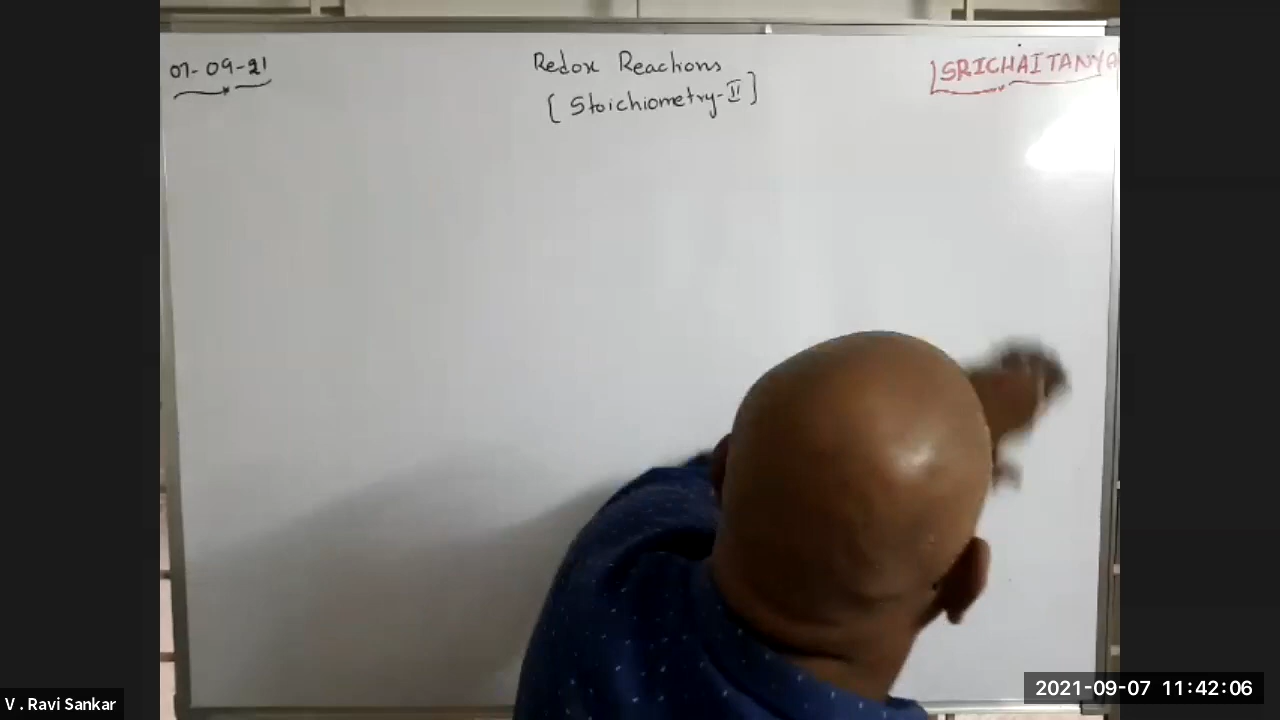 07-09-21
Redox Reactions
[Stoichiometry-II]
SRICHAITANYA
V . Ravi Sankar
2021-09-07 11:42:06